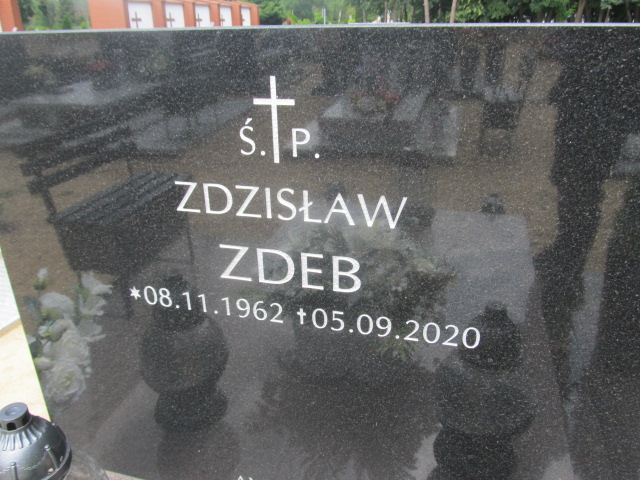 Ś.†P.
ZDZISŁAW
ZDEB
*08.11.1962 †05.09.2020